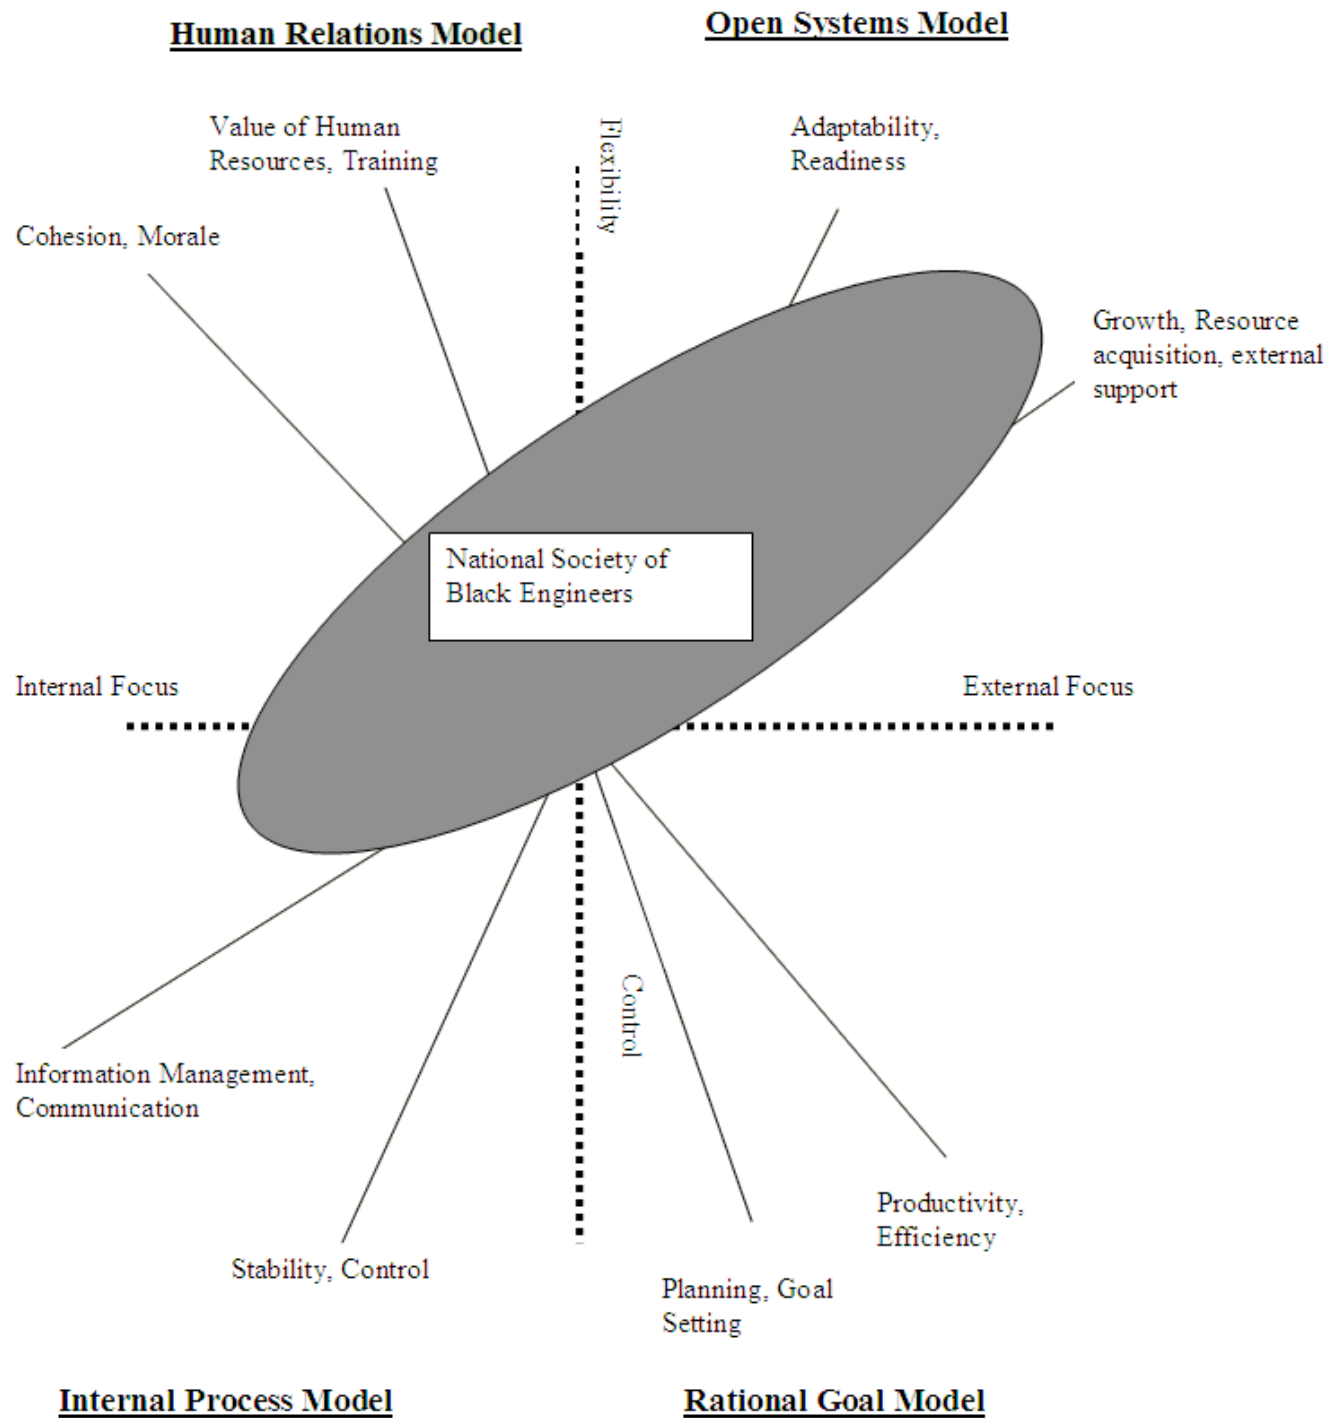 Human Relations Model
Open Systems Model
Value of Human
Resources, Training
Flexibility
Adaptability,
Readiness
Cohesion, Morale
Growth, Resource
acquisition, external
support
National Society of
Black Engineers
Internal Focus
External Focus
Control
Information Management,
Communication
Productivity,
Efficiency
Stability, Control
Planning, Goal
Setting
Internal Process Model
Rational Goal Model